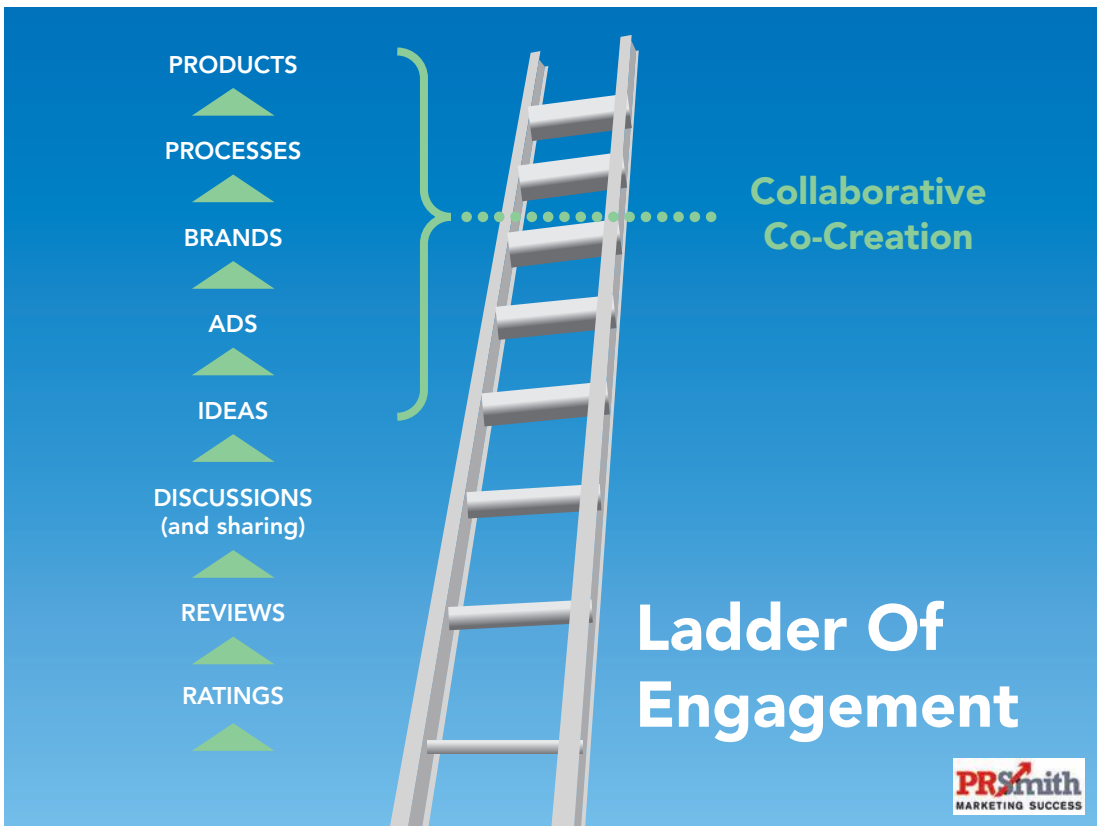 PRODUCTS
PROCESSES
BRANDS
ADS
IDEAS
DISCUSSIONS
(and sharing)
REVIEWS
RATINGS
Collaborative
Co-Creation
Ladder Of
Engagement
PRSmith
MARKETING SUCCESS